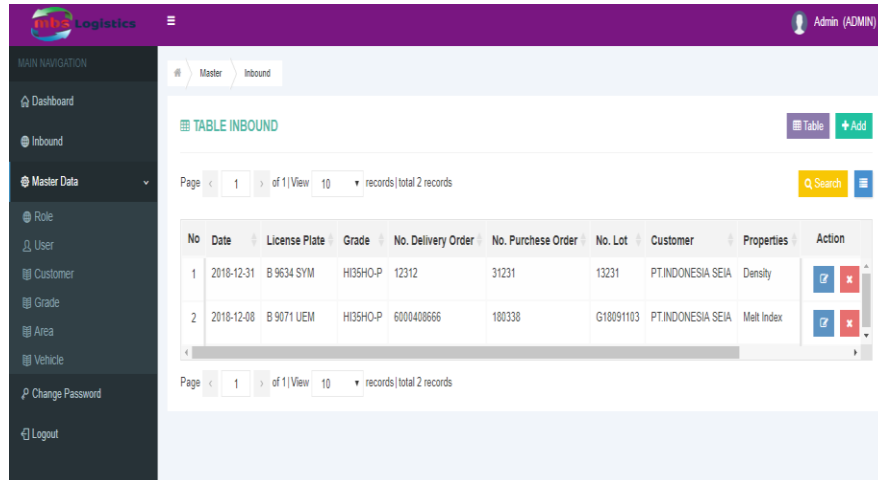 mbs Logistics
Admin (ADMIN)
MAIN NAVIGATION
Dashboard
Inbound
Master Data
Role
User
Customer
Grade
Area
Vehicle
Change Password
Logout
Master Inbound
TABLE INBOUND
Table +Add
Page < 1 > of 1 | View 10 records | total 2 records
Search
No Date License Plate Grade No. Delivery Order No. Purchese Order No. Lot Customer Properties Action
1 2018-12-31 B 9634 SYM HI35HO-P 12312 31231 13231 PT.INDONESIA SEIA Density
2 2018-12-08 B 9071 UEM HI35HO-P 6000408666 180338 G18091103 PT.INDONESIA SEIA Melt Index
Page < 1 > of 1 | View 10 records | total 2 records